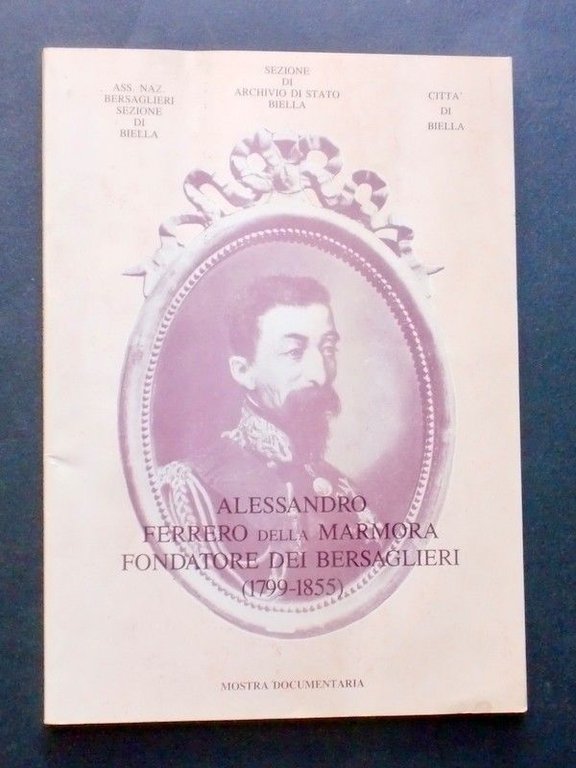 ASS. NAZ.
BERSAGLIERI
SEZIONE
DI
BIELLA
SEZIONE
DI
ARCHIVIO DI STATO
BIELLA
CITTA'
DI
BIELLA
ALESSANDRO
FERRERO DELLA MARMORA
FONDATORE DEI BERSAGLIERI
(1799-1855)
MOSTRA DOCUMENTARIA